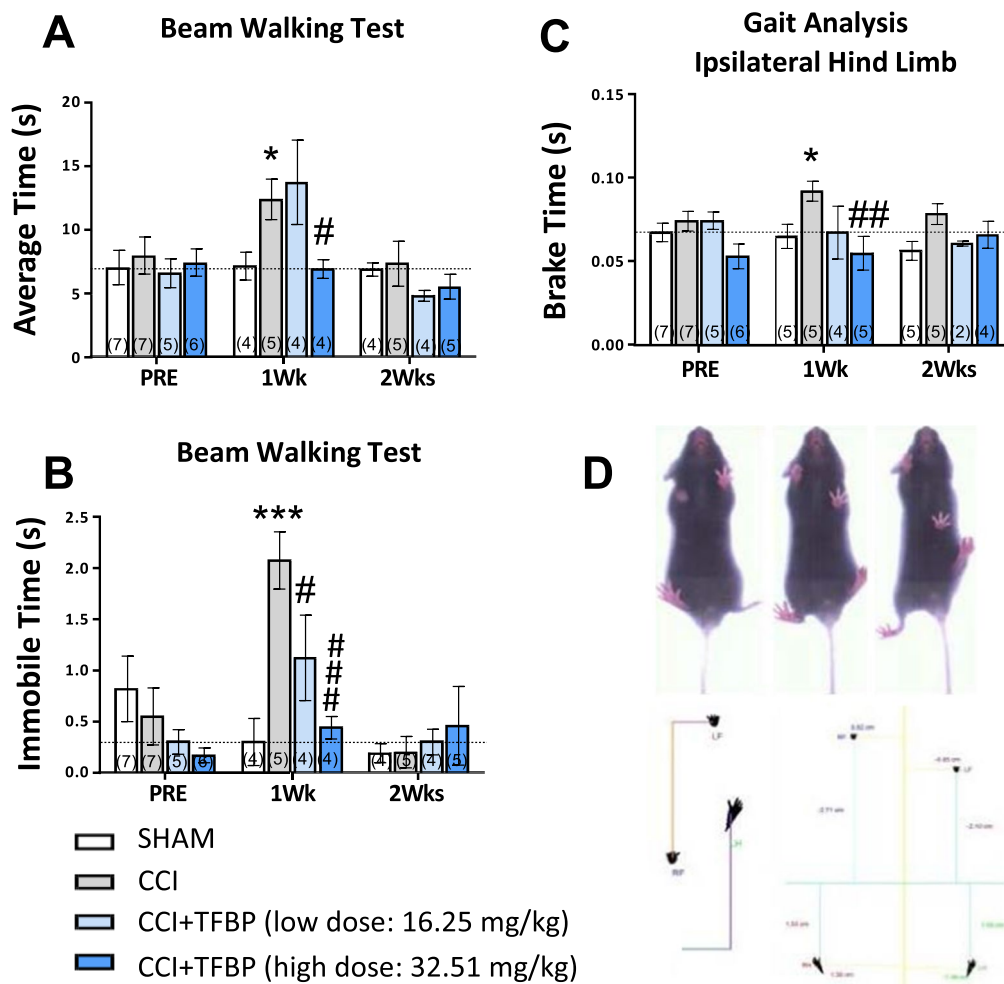 A
Beam Walking Test
Average Time (s)
20
15
10
5
0
*
#
(7) (7) (5) (6) (4) (5) (4) (4) (4) (5) (4) (5)
PRE 1Wk 2Wks
B
Beam Walking Test
Immobile Time (s)
2.5
2.0
1.5
1.0
0.5
0.0
***
#
#
#
#
(7) (7) (5) (6) (4) (5) (4) (4) (4) (5) (4) (5)
PRE 1Wk 2Wks
SHAM
CCI
CCI+TFBP (low dose: 16.25 mg/kg)
CCI+TFBP (high dose: 32.51 mg/kg)
C
Gait Analysis
Ipsilateral Hind Limb
Brake Time (s)
0.15
0.10
0.05
0.00
*
##
(7) (7) (5) (6) (5) (5) (4) (5) (5) (5) (2) (4)
PRE 1Wk 2Wks
D
LF
RF
LH
LF